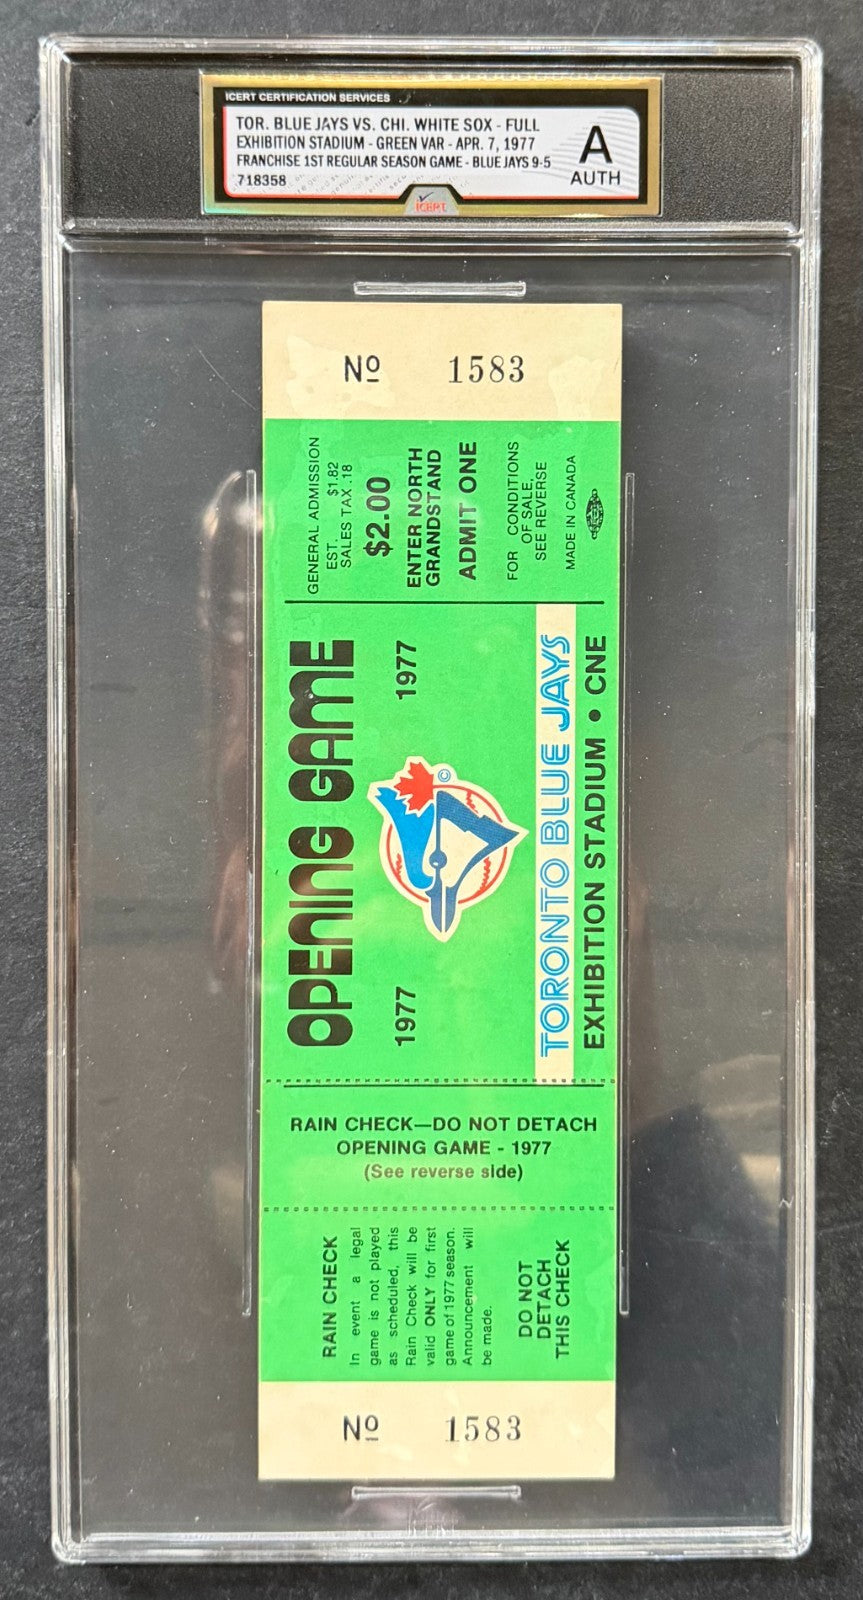 ICERT CERTIFICATION SERVICES
TOR. BLUE JAYS VS. CHI. WHITE SOX - FULL
EXHIBITION STADIUM - GREEN VAR - APR. 7, 1977
FRANCHISE 1ST REGULAR SEASON GAME - BLUE JAYS 9-5
718358
A
AUTH
ICERT
Nº 1583
GENERAL ADMISSION
EST. $1.82
SALES TAX .18
$2.00
ENTER NORTH
GRANDSTAND
ADMIT ONE
FOR CONDITIONS
OF SALE,
SEE REVERSE
MADE IN CANADA
OPENING GAME
1977 1977
©
TORONTO BLUE JAYS
EXHIBITION STADIUM • CNE
RAIN CHECK—DO NOT DETACH
OPENING GAME - 1977
(See reverse side)
RAIN CHECK
In event a legal
game is not played
as scheduled, this
Rain Check will be
valid ONLY for first
game of 1977 season.
Announcement will
be made.
DO NOT
DETACH
THIS CHECK
Nº 1583